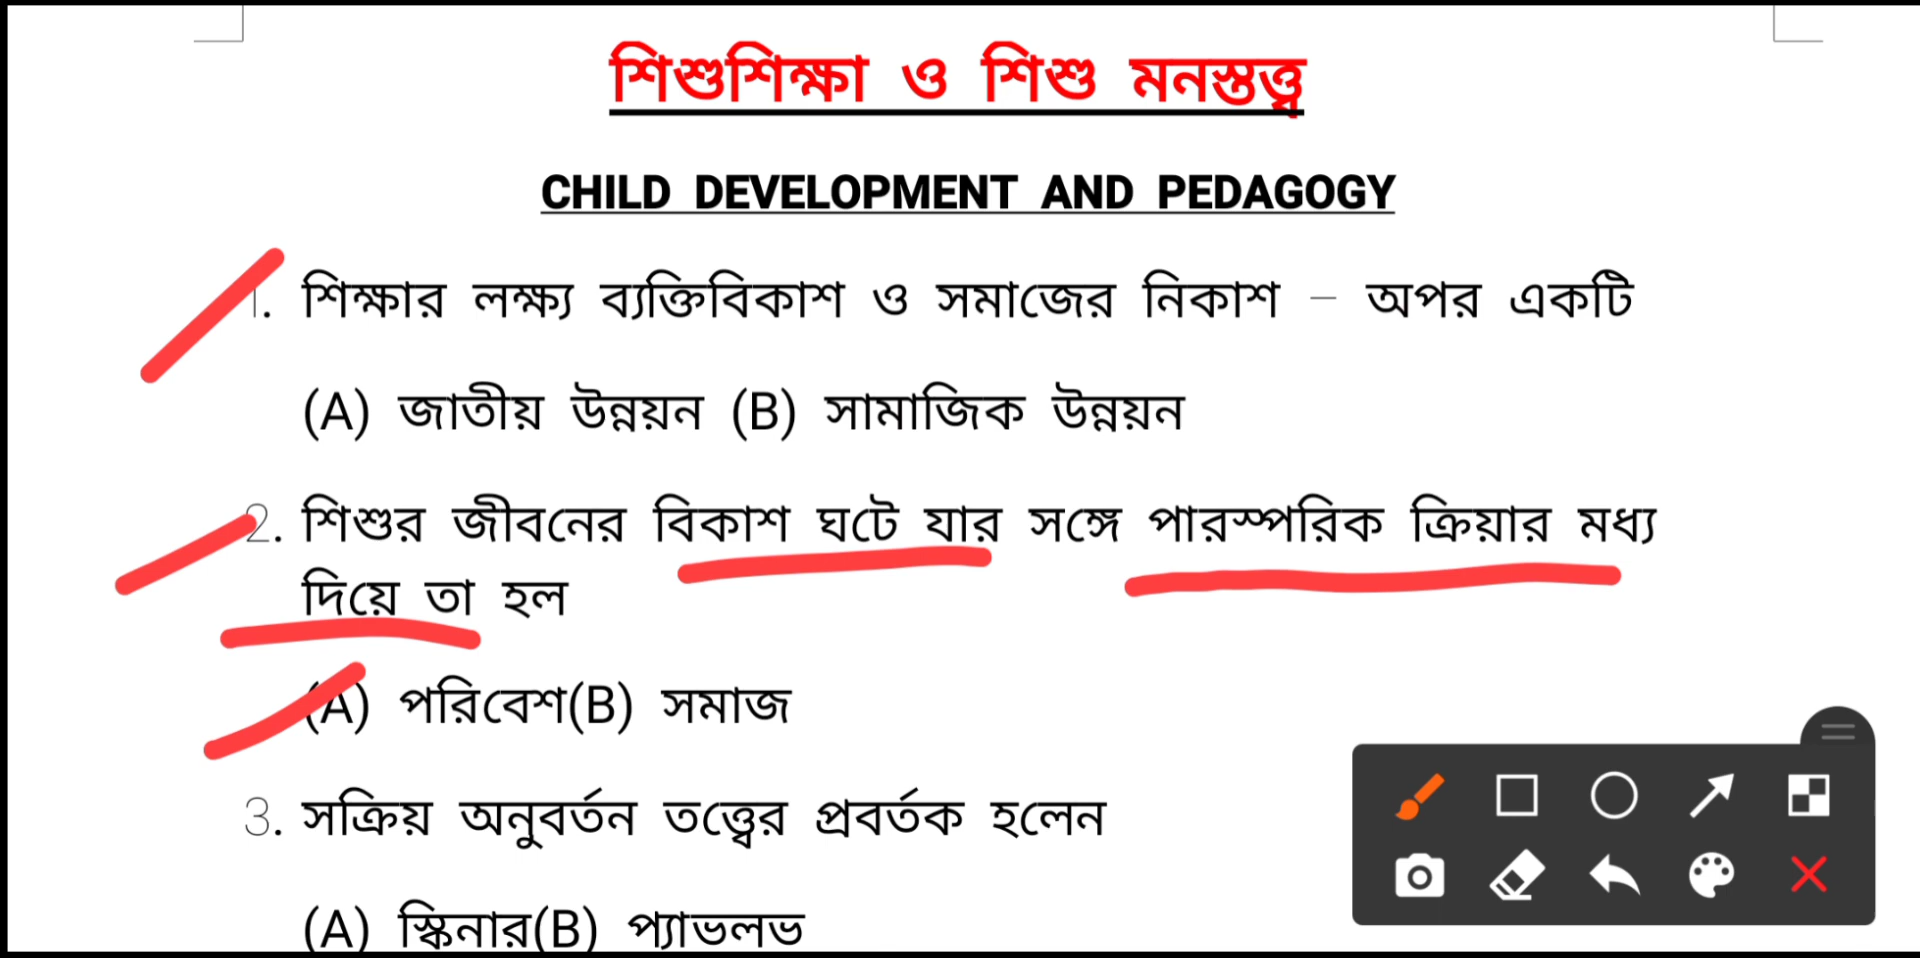 শিশুশিক্ষা ও শিশু মনস্তত্ত্ব
CHILD DEVELOPMENT AND PEDAGOGY
1. শিক্ষার লক্ষ্য ব্যক্তিবিকাশ ও সমাজের নিকাশ – অপর একটি
(A) জাতীয় উন্নয়ন (B) সামাজিক উন্নয়ন
2. শিশুর জীবনের বিকাশ ঘটে যার সঙ্গে পারস্পরিক ক্রিয়ার মধ্য
দিয়ে তা হল
(A) পরিবেশ(B) সমাজ
3. সক্রিয় অনুবর্তন তত্ত্বের প্রবর্তক হলেন
(A) স্কিনার(B) প্যাভলভ